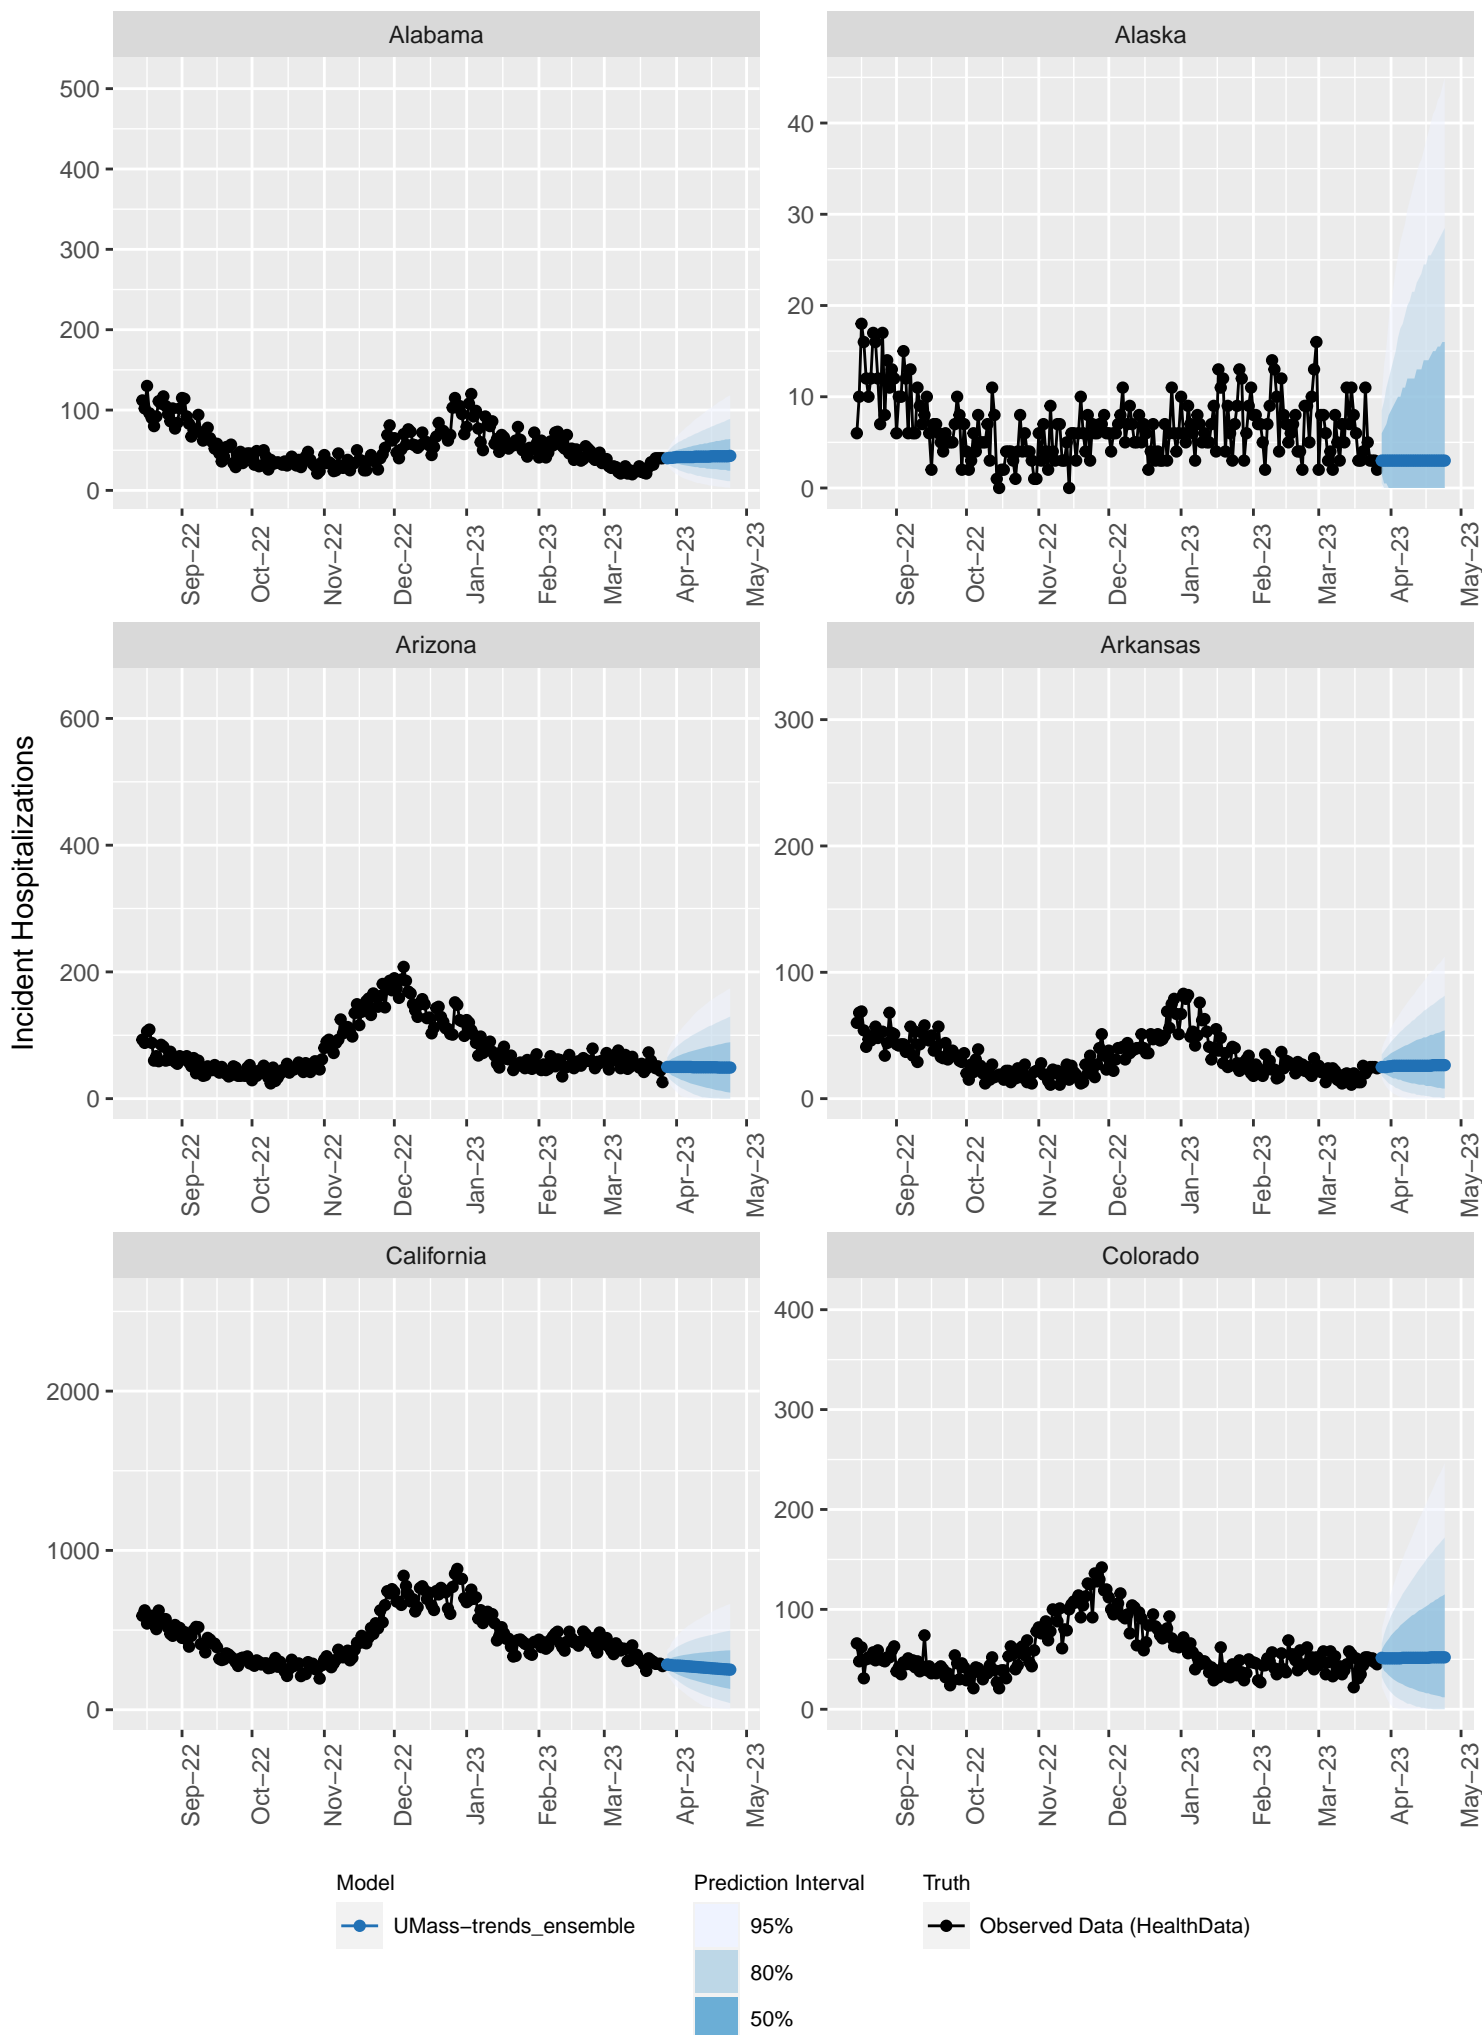 Alabama
Alaska
500
400
300
200
100
0
40
30
20
10
0
Sep−22
Oct−22
Nov−22
Dec−22
Jan−23
Feb−23
Mar−23
Apr−23
May−23
Sep−22
Oct−22
Nov−22
Dec−22
Jan−23
Feb−23
Mar−23
Apr−23
May−23
Incident Hospitalizations
Arizona
Arkansas
600
400
200
0
300
200
100
0
Sep−22
Oct−22
Nov−22
Dec−22
Jan−23
Feb−23
Mar−23
Apr−23
May−23
Sep−22
Oct−22
Nov−22
Dec−22
Jan−23
Feb−23
Mar−23
Apr−23
May−23
California
Colorado
2000
1000
0
400
300
200
100
0
Sep−22
Oct−22
Nov−22
Dec−22
Jan−23
Feb−23
Mar−23
Apr−23
May−23
Sep−22
Oct−22
Nov−22
Dec−22
Jan−23
Feb−23
Mar−23
Apr−23
May−23
Model
UMass−trends_ensemble
Prediction Interval
95%
80%
50%
Truth
Observed Data (HealthData)